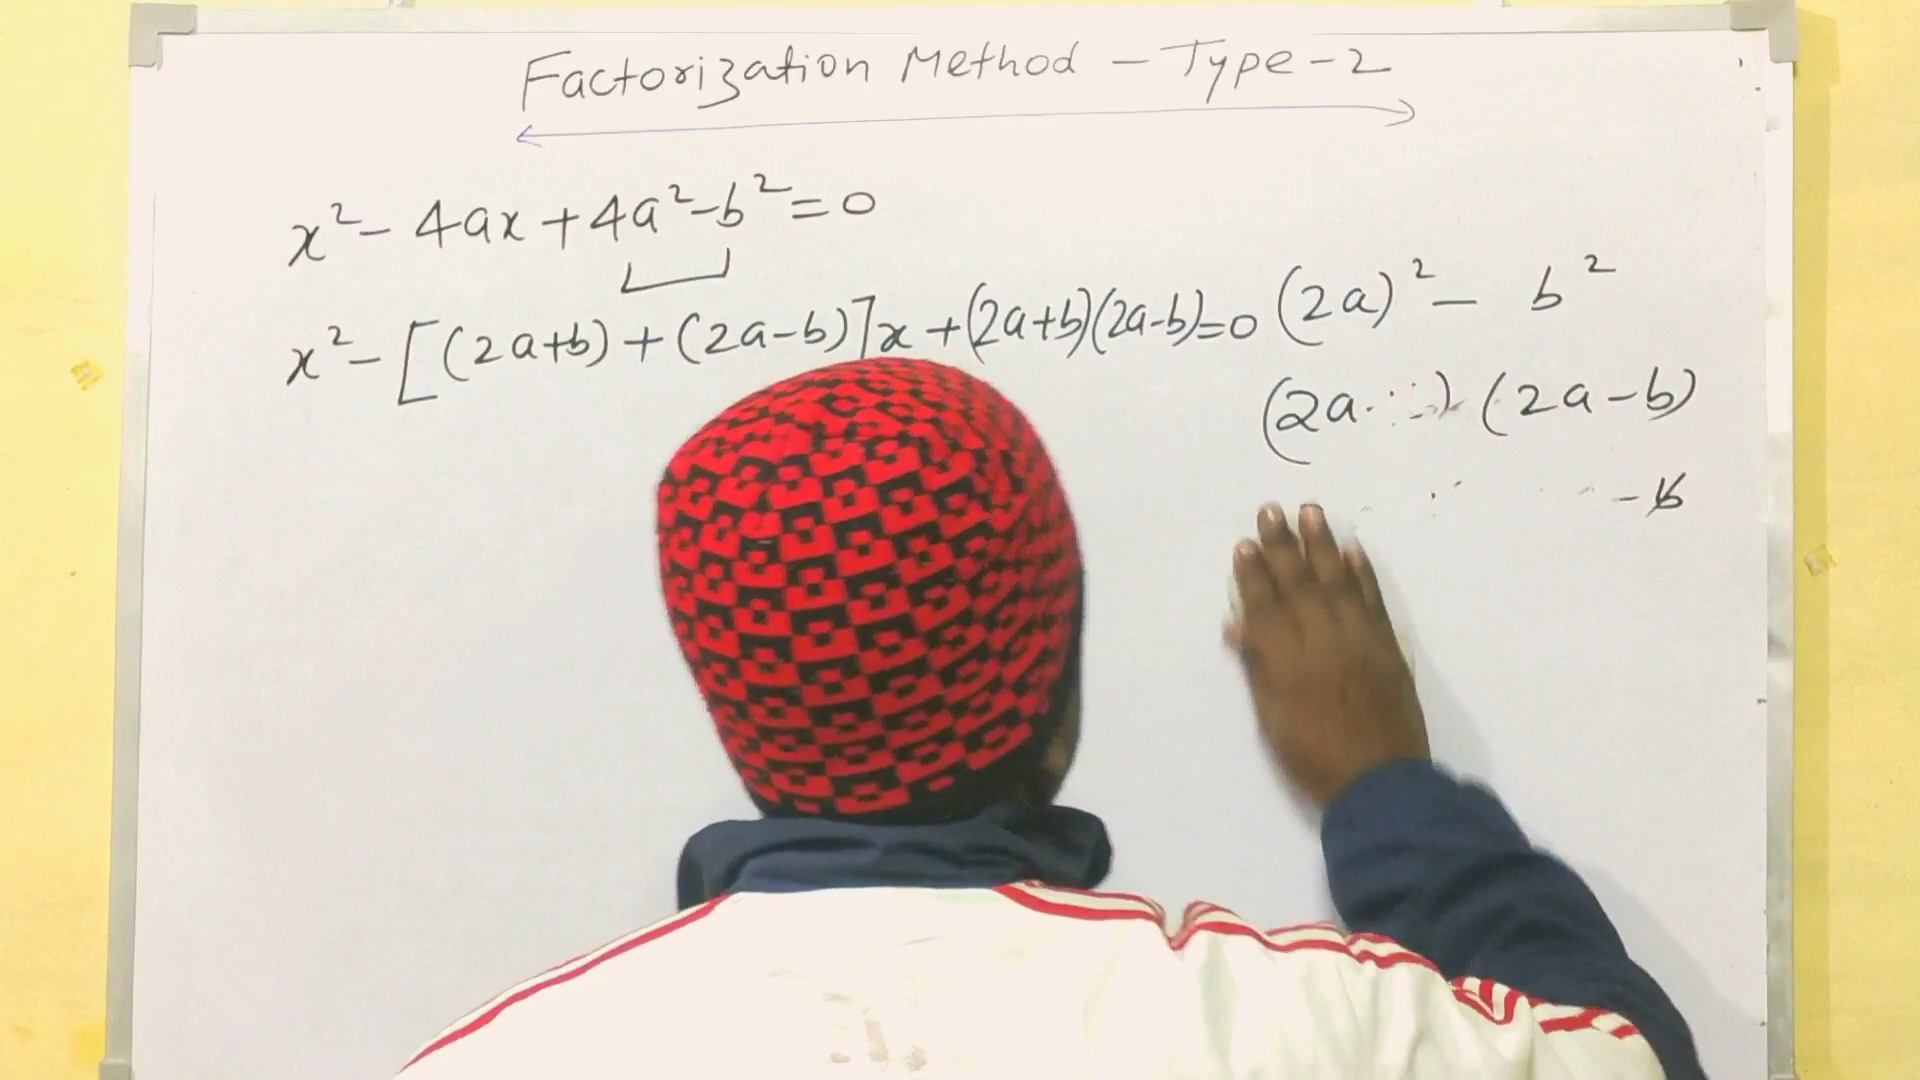 Factorization Method - Type-2
x² - 4ax + 4a² - b² = 0
x² - [(2a+b) + (2a-b)]x + (2a+b)(2a-b) = 0
(2a)² - b²
(2a ) (2a-b)
-b